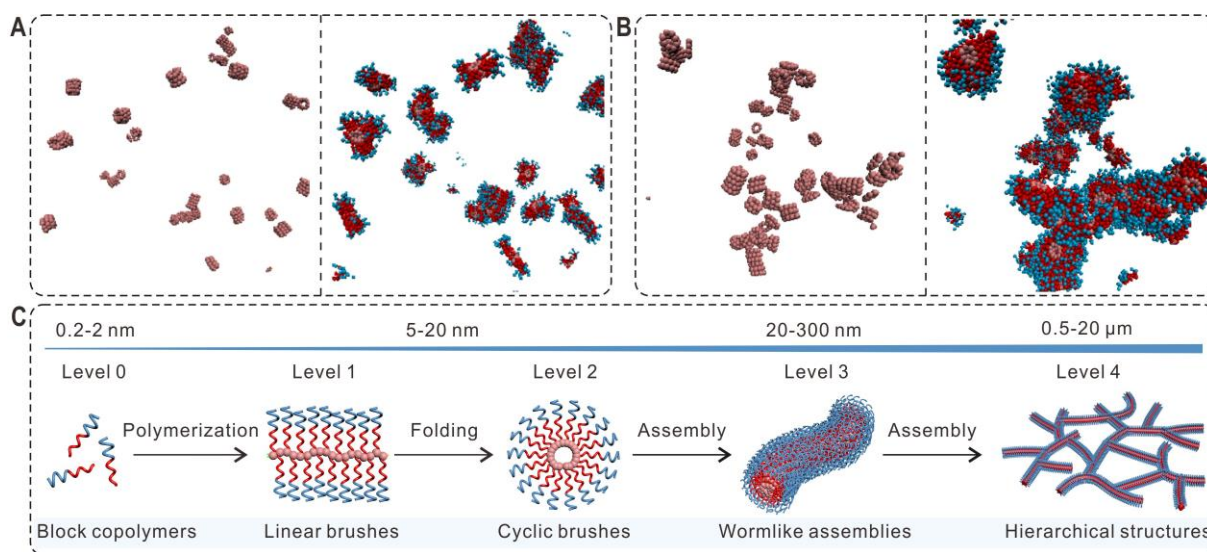 A
B
C
0.2-2 nm
5-20 nm
20-300 nm
0.5-20 μm
Level 0
Level 1
Level 2
Level 3
Level 4
Polymerization
Folding
Assembly
Assembly
Block copolymers
Linear brushes
Cyclic brushes
Wormlike assemblies
Hierarchical structures